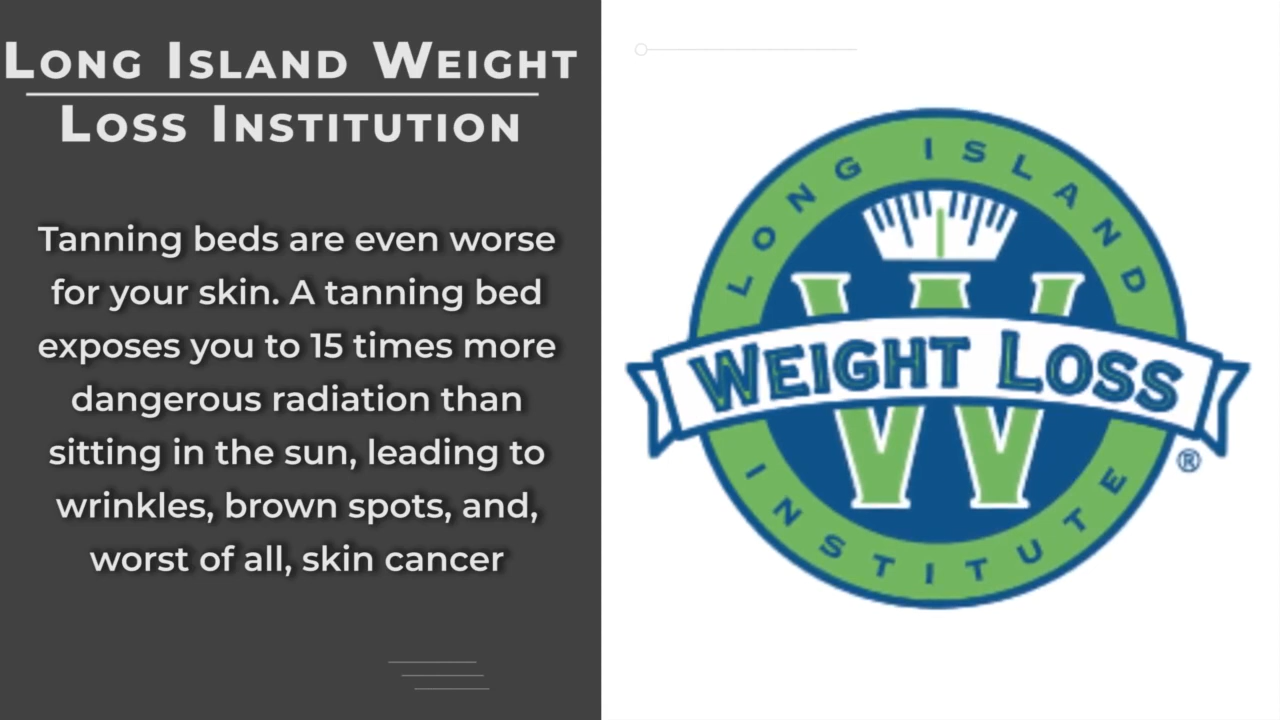 Long Island Weight
Loss Institution
Tanning beds are even worse
for your skin. A tanning bed
exposes you to 15 times more
dangerous radiation than
sitting in the sun, leading to
wrinkles, brown spots, and,
worst of all, skin cancer
LONG ISLAND
W
WEIGHT LOSS
INSTITUTE
®